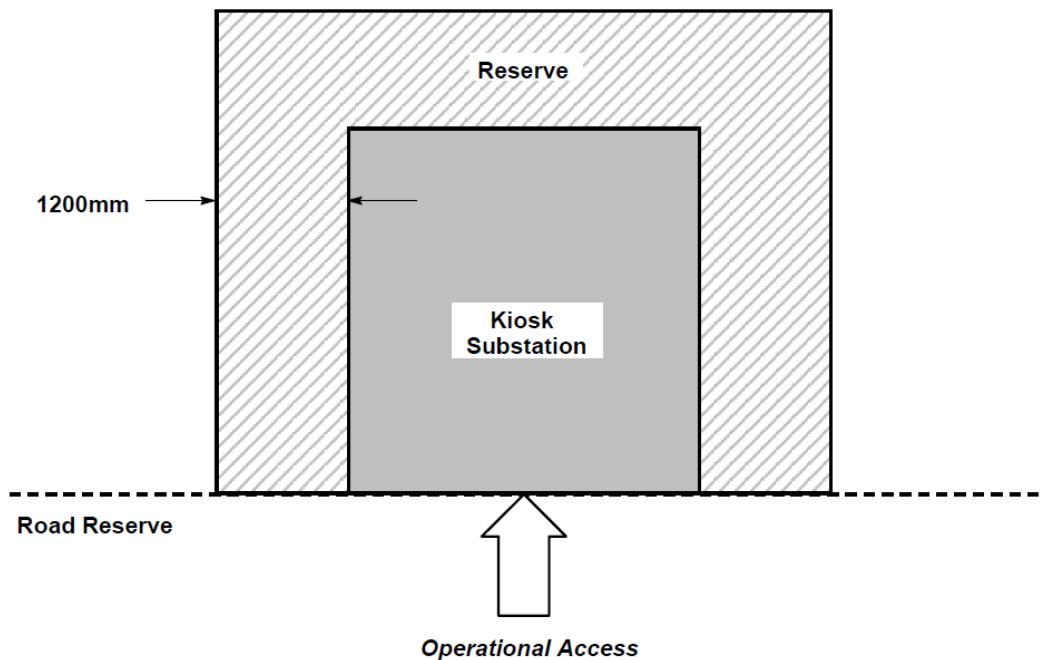 Reserve
1200mm
Kiosk
Substation
Road Reserve
Operational Access